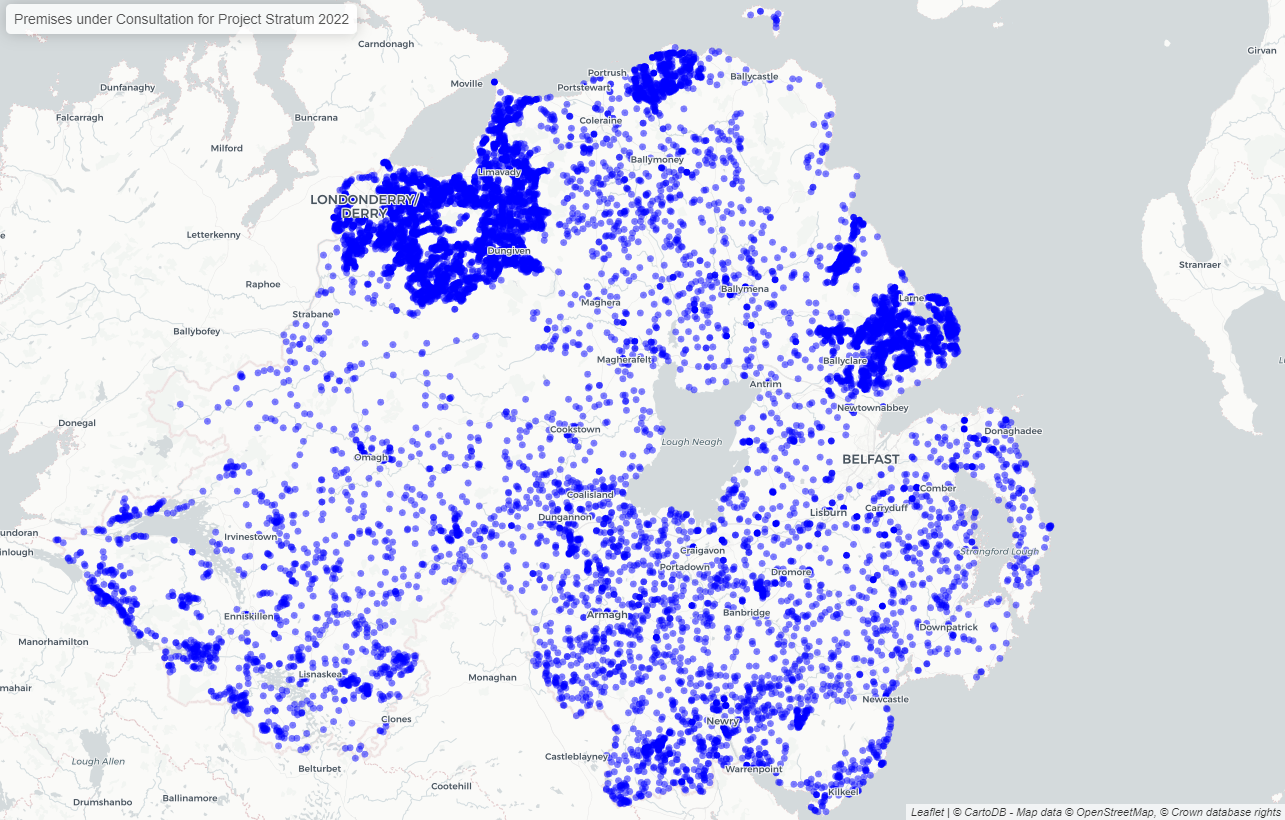 Premises under Consultation for Project Stratum 2022
Carndonagh
Girvan
Moville
Portrush
Ballycastle
Dunfanaghy
Portstewart
Falcarragh
Buncrana
Coleraine
Milford
Ballymoney
Limavady
LONDONDERRY/
DERRY
Letterkenny
Dungiven
Stranraer
Raphoe
Ballymena
Maghera
Larne
Strabane
Ballybofey
Magherafelt
Ballyclare
Antrim
Newtownabbey
Donegal
Cookstown
Donaghadee
Lough Neagh
Omagh
BELFAST
Comber
Coalisland
Carryduff
Lisburn
Dungannon
undoran
Irvinestown
inlough
Craigavon
Strangford Lough
Portadown
Dromore
Enniskillen
Armagh
Banbridge
Downpatrick
Manorhamilton
Lisnaskea
Monaghan
mahair
Newcastle
Clones
Newry
Lough Allen
Castleblayney
Belturbet
Warrenpoint
Cootehill
Kilkeel
Drumshanbo
Ballinamore
Leaflet | © CartoDB - Map data © OpenStreetMap, © Crown database rights